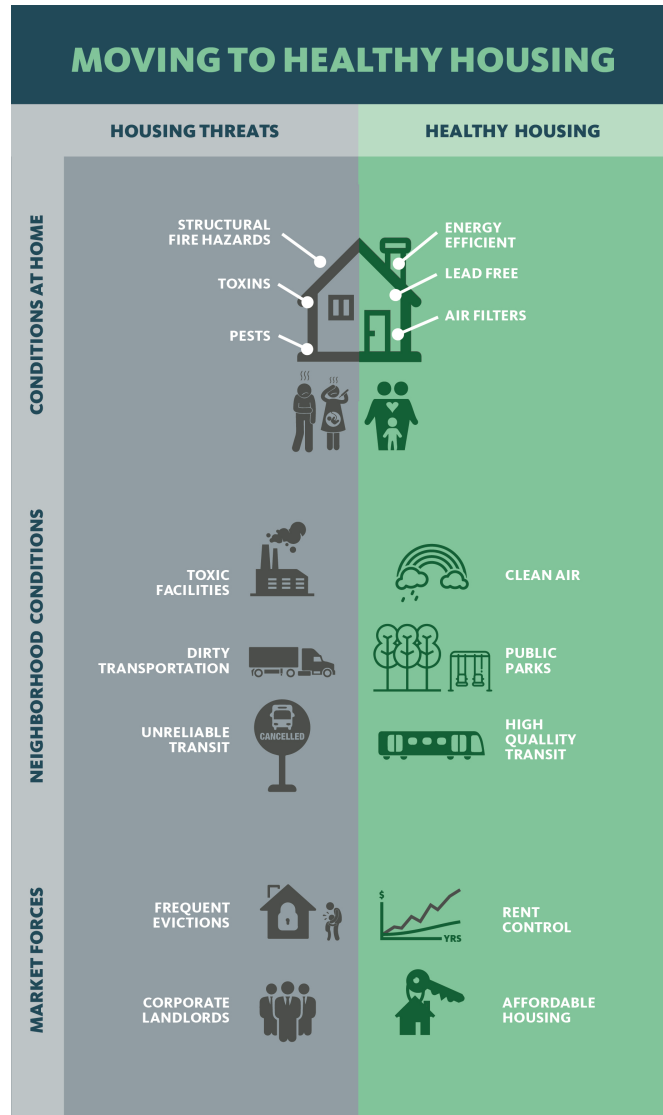 MOVING TO HEALTHY HOUSING
HOUSING THREATS
HEALTHY HOUSING
CONDITIONS AT HOME
STRUCTURAL
FIRE HAZARDS
TOXINS
PESTS
ENERGY
EFFICIENT
LEAD FREE
AIR FILTERS
NEIGHBORHOOD CONDITIONS
TOXIC
FACILITIES
CLEAN AIR
DIRTY
TRANSPORTATION
PUBLIC
PARKS
UNRELIABLE
TRANSIT
CANCELLED
HIGH
QUALLITY
TRANSIT
MARKET FORCES
FREQUENT
EVICTIONS
$
YRS
RENT
CONTROL
CORPORATE
LANDLORDS
AFFORDABLE
HOUSING